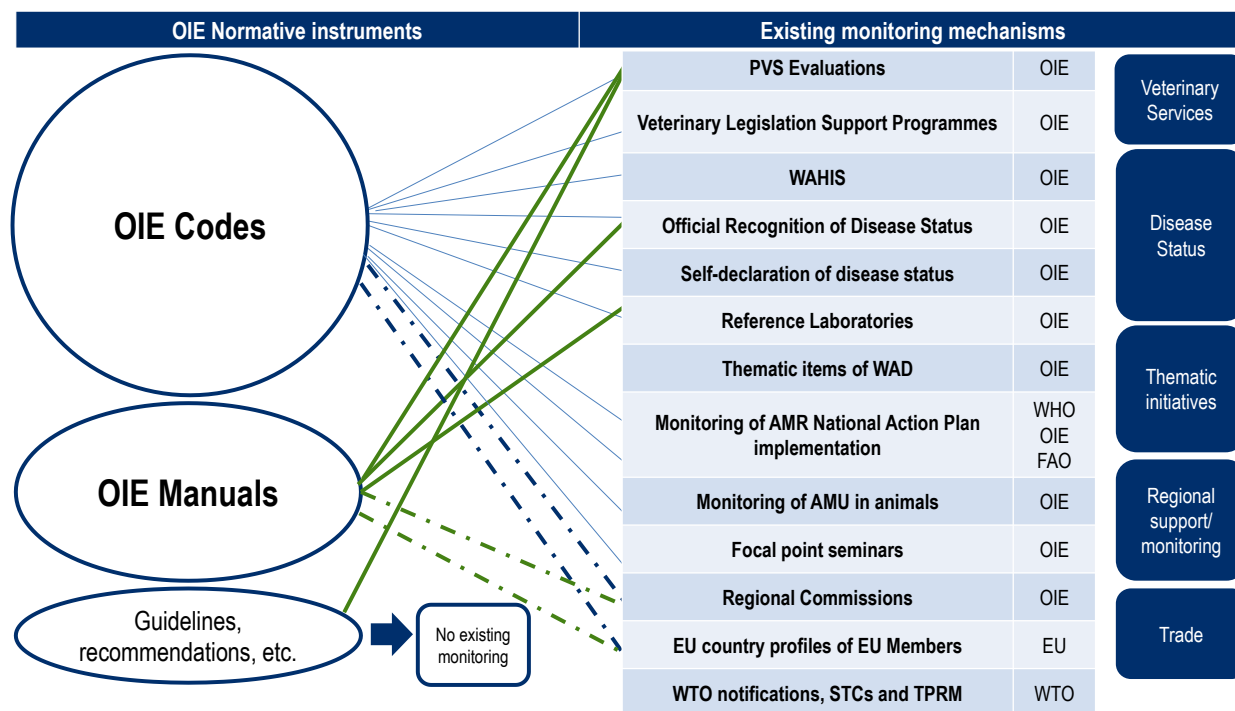 OIE Normative instruments
Existing monitoring mechanisms
OIE Codes
OIE Manuals
Guidelines,
recommendations, etc.
No existing
monitoring
PVS Evaluations OIE
Veterinary Legislation Support Programmes OIE
WAHIS OIE
Official Recognition of Disease Status OIE
Self-declaration of disease status OIE
Reference Laboratories OIE
Thematic items of WAD OIE
Monitoring of AMR National Action Plan
implementation
WHO
OIE
FAO
Monitoring of AMU in animals OIE
Focal point seminars OIE
Regional Commissions OIE
EU country profiles of EU Members EU
WTO notifications, STCs and TPRM WTO
Veterinary
Services
Disease
Status
Thematic
initiatives
Regional
support/
monitoring
Trade